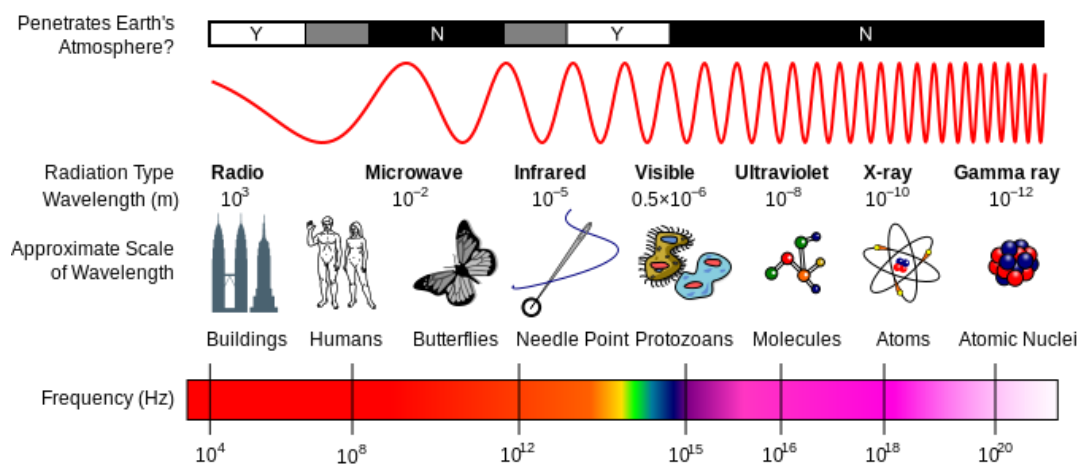 Penetrates Earth's
Atmosphere?
Y N Y N
Radiation Type
Radio Microwave Infrared Visible Ultraviolet X-ray Gamma ray
Wavelength (m)
10³ 10⁻² 10⁻⁵ 0.5×10⁻⁶ 10⁻⁸ 10⁻¹⁰ 10⁻¹²
Approximate Scale
of Wavelength
Buildings Humans Butterflies Needle Point Protozoans Molecules Atoms Atomic Nuclei
Frequency (Hz)
10⁴ 10⁸ 10¹² 10¹⁵ 10¹⁶ 10¹⁸ 10²⁰